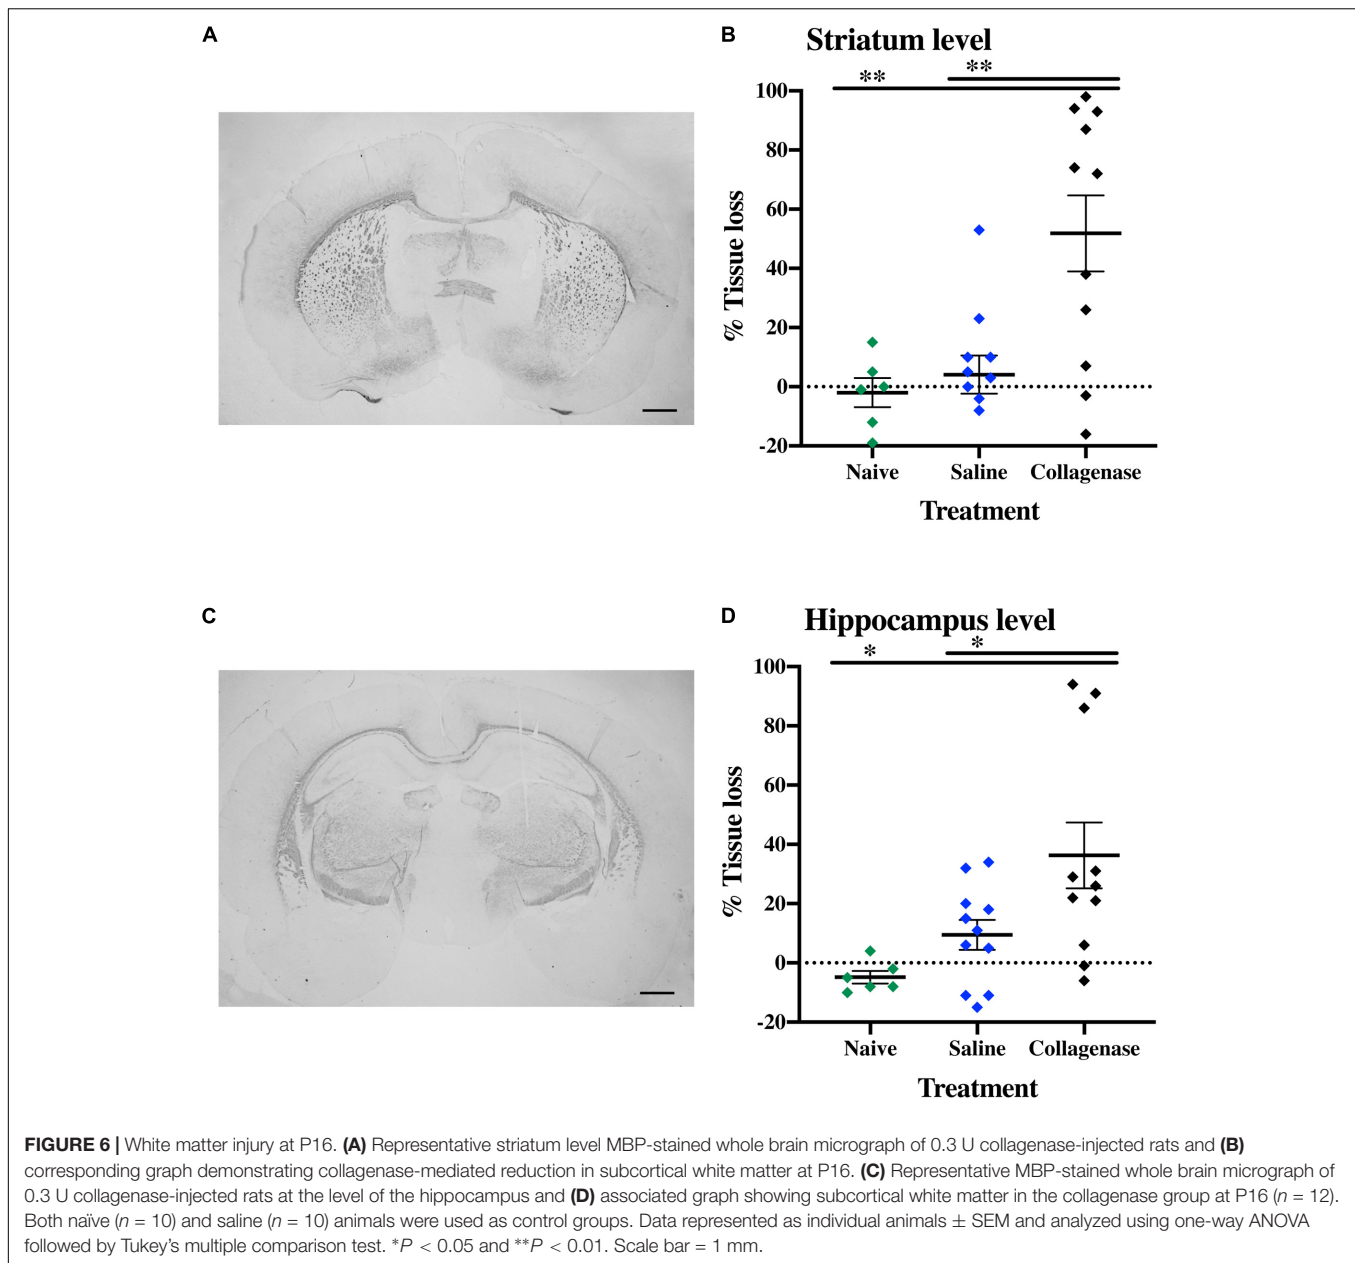 A
B
Striatum level
**
**
100
80
60
40
20
0
-20
% Tissue loss
Naive Saline Collagenase
Treatment
C
D
Hippocampus level
*
*
100
80
60
40
20
0
-20
% Tissue loss
Naive Saline Collagenase
Treatment
FIGURE 6 | White matter injury at P16. (A) Representative striatum level MBP-stained whole brain micrograph of 0.3 U collagenase-injected rats and (B)
corresponding graph demonstrating collagenase-mediated reduction in subcortical white matter at P16. (C) Representative MBP-stained whole brain micrograph of
0.3 U collagenase-injected rats at the level of the hippocampus and (D) associated graph showing subcortical white matter in the collagenase group at P16 (n = 12).
Both naïve (n = 10) and saline (n = 10) animals were used as control groups. Data represented as individual animals ± SEM and analyzed using one-way ANOVA
followed by Tukey's multiple comparison test. *P < 0.05 and **P < 0.01. Scale bar = 1 mm.